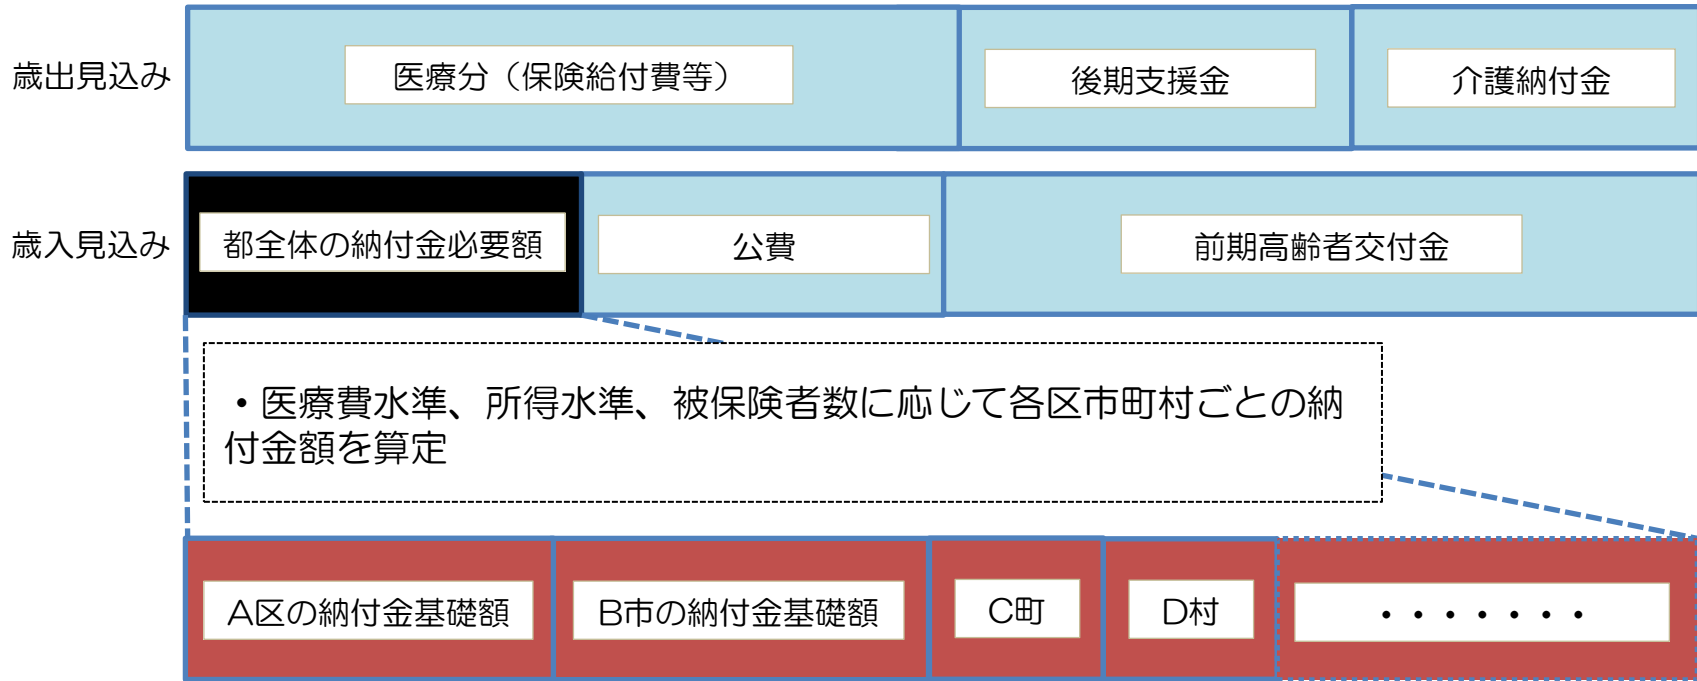 歳出見込み
医療分（保険給付費等）
後期支援金
介護納付金
歳入見込み
都全体の納付金必要額
公費
前期高齢者交付金
・医療費水準、所得水準、被保険者数に応じて各区市町村ごとの納
付金額を算定
A区の納付金基礎額
B市の納付金基礎額
C町
D村
・・・・・・・